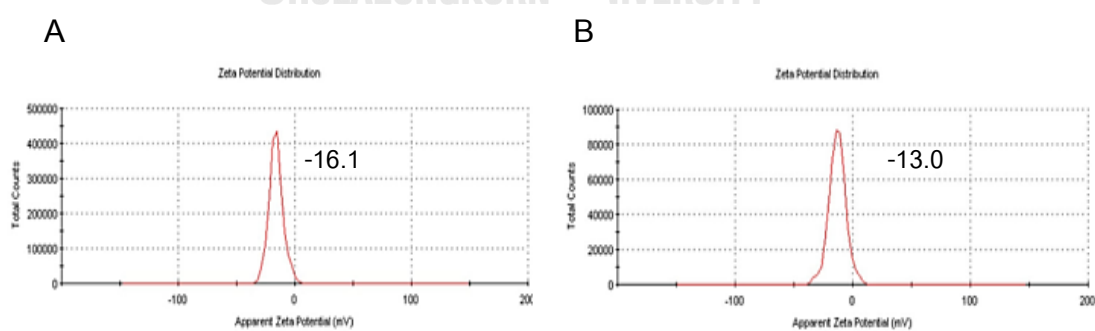 A
Zeta Potential Distribution
500000
400000
300000
200000
100000
0
-16.1
-100
0
100
Total Counts
Apparent Zeta Potential (mV)
B
Zeta Potential Distribution
100000
80000
60000
40000
20000
0
-13.0
-100
0
100
200
Total Counts
Apparent Zeta Potential (mV)